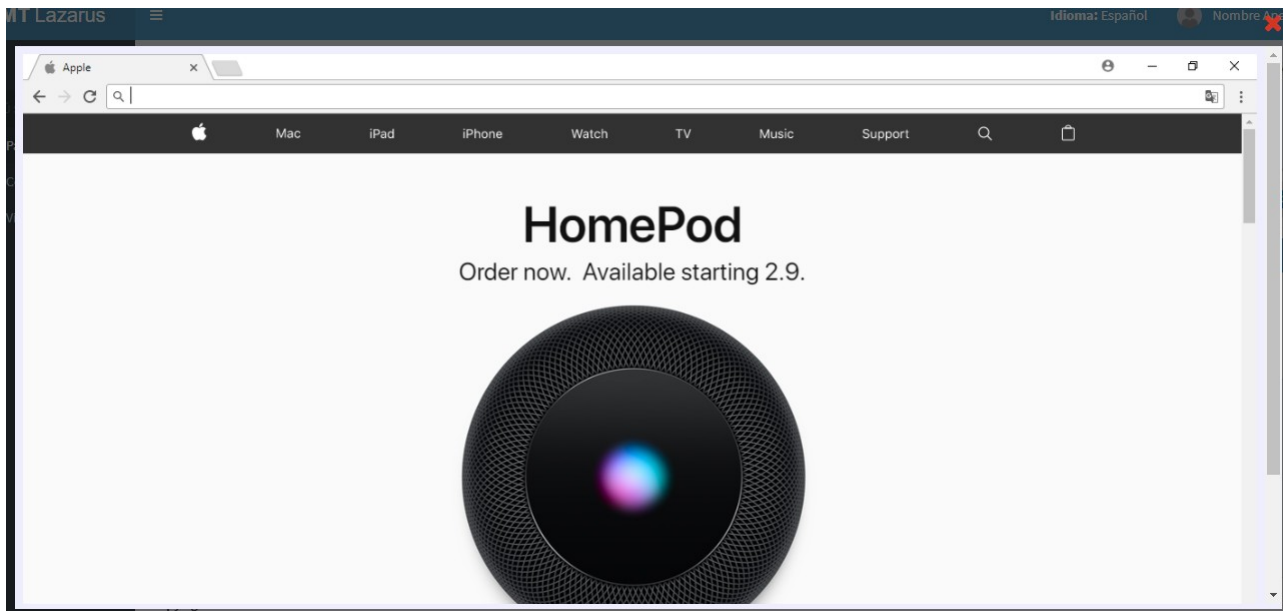 MT Lazarus
Idioma: Español
Nombre Ape
Apple
Mac iPad iPhone Watch TV Music Support
HomePod
Order now. Available starting 2.9.